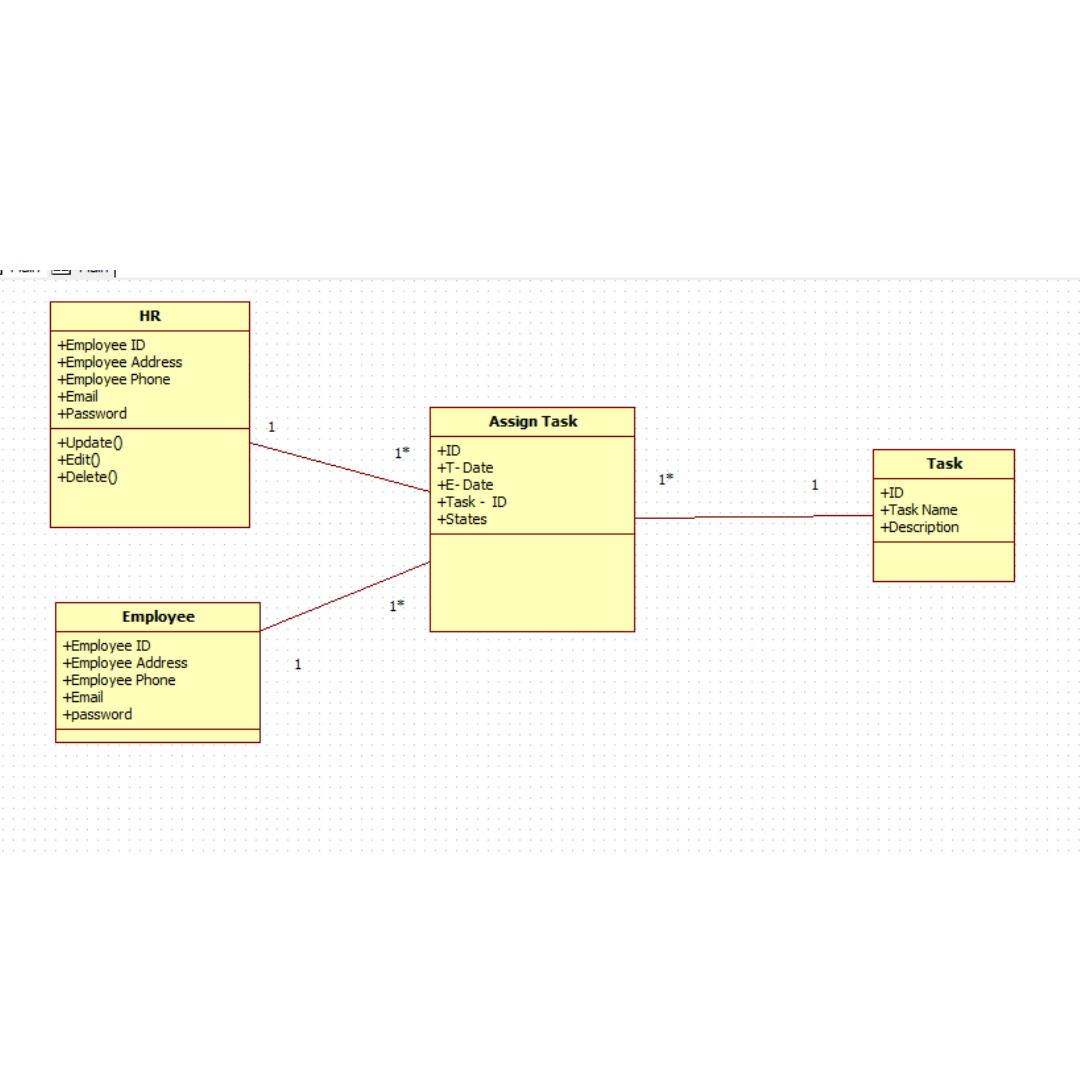 HR
+Employee ID
+Employee Address
+Employee Phone
+Email
+Password
+Update()
+Edit()
+Delete()
1
1*
Assign Task
+ID
+T- Date
+E- Date
+Task - ID
+States
1*
1
Task
+ID
+Task Name
+Description
Employee
+Employee ID
+Employee Address
+Employee Phone
+Email
+password
1*
1